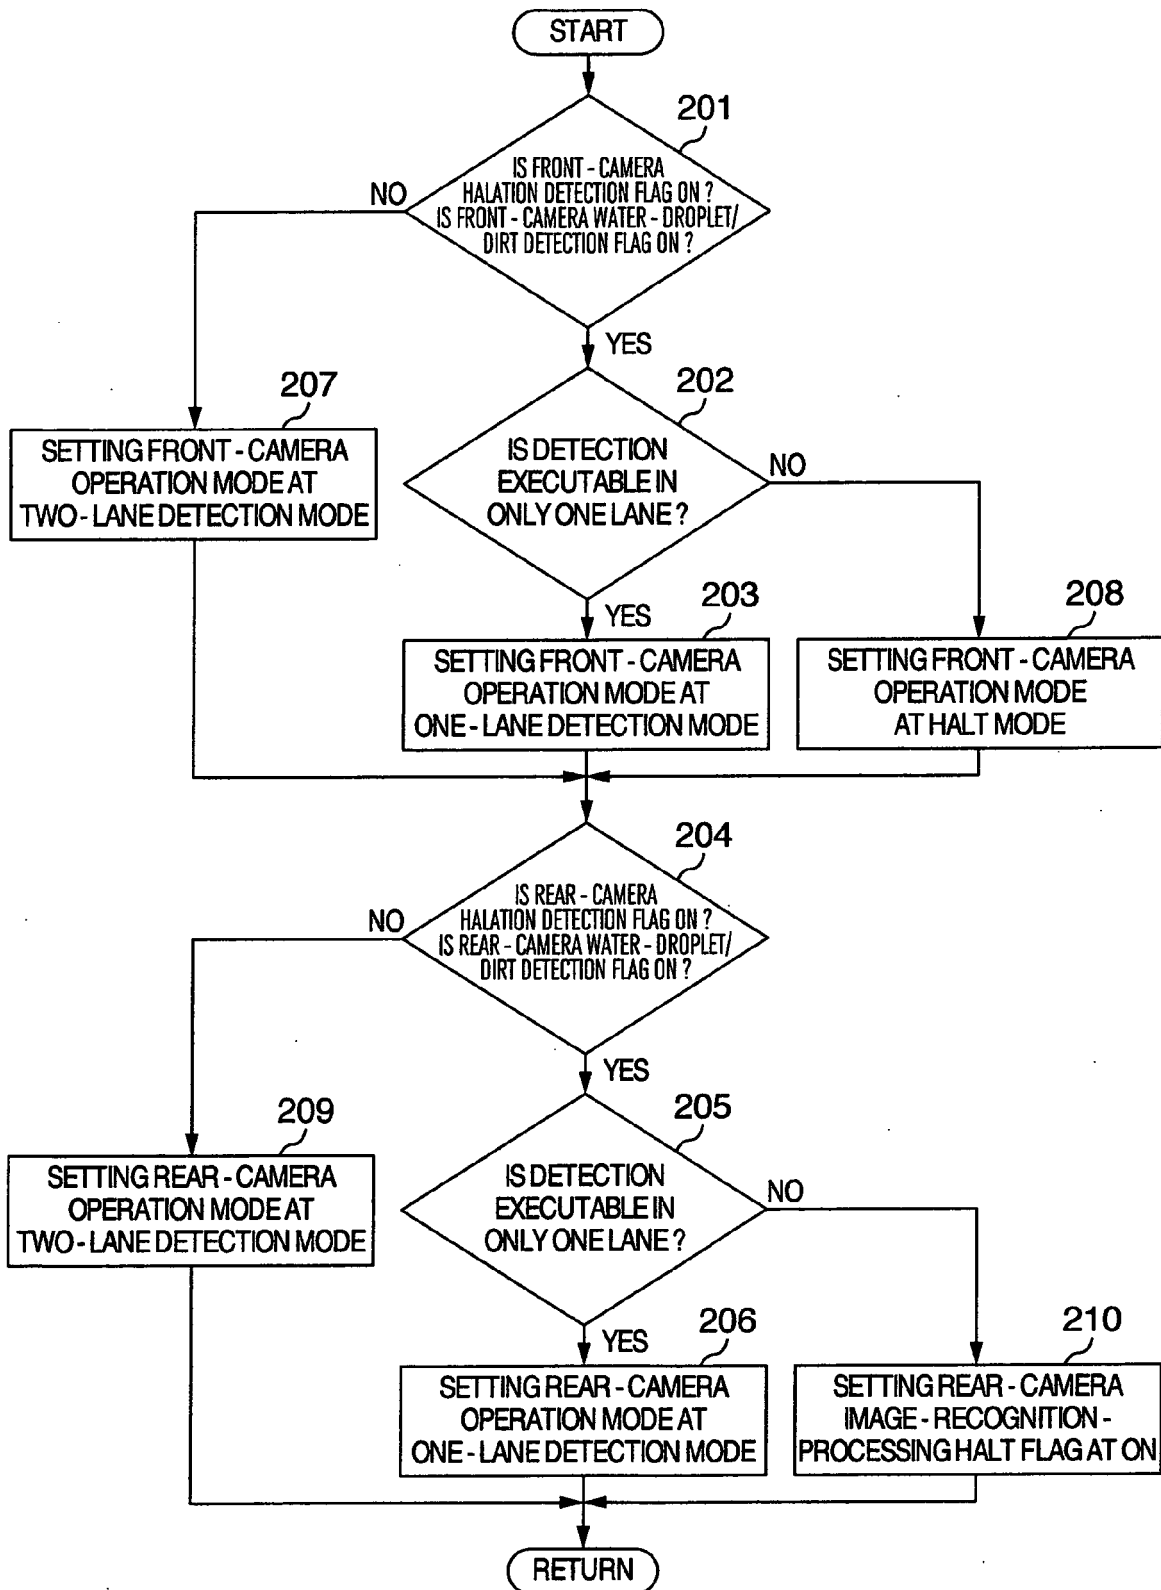 START
201
IS FRONT - CAMERA
HALATION DETECTION FLAG ON ?
IS FRONT - CAMERA WATER - DROPLET/
DIRT DETECTION FLAG ON ?
NO
YES
202
IS DETECTION
EXECUTABLE IN
ONLY ONE LANE ?
NO
YES
207
SETTING FRONT - CAMERA
OPERATION MODE AT
TWO - LANE DETECTION MODE
203
SETTING FRONT - CAMERA
OPERATION MODE AT
ONE - LANE DETECTION MODE
208
SETTING FRONT - CAMERA
OPERATION MODE
AT HALT MODE
204
IS REAR - CAMERA
HALATION DETECTION FLAG ON ?
IS REAR - CAMERA WATER - DROPLET/
DIRT DETECTION FLAG ON ?
NO
YES
205
IS DETECTION
EXECUTABLE IN
ONLY ONE LANE ?
NO
YES
209
SETTING REAR - CAMERA
OPERATION MODE AT
TWO - LANE DETECTION MODE
206
SETTING REAR - CAMERA
OPERATION MODE AT
ONE - LANE DETECTION MODE
210
SETTING REAR - CAMERA
IMAGE - RECOGNITION -
PROCESSING HALT FLAG AT ON
RETURN